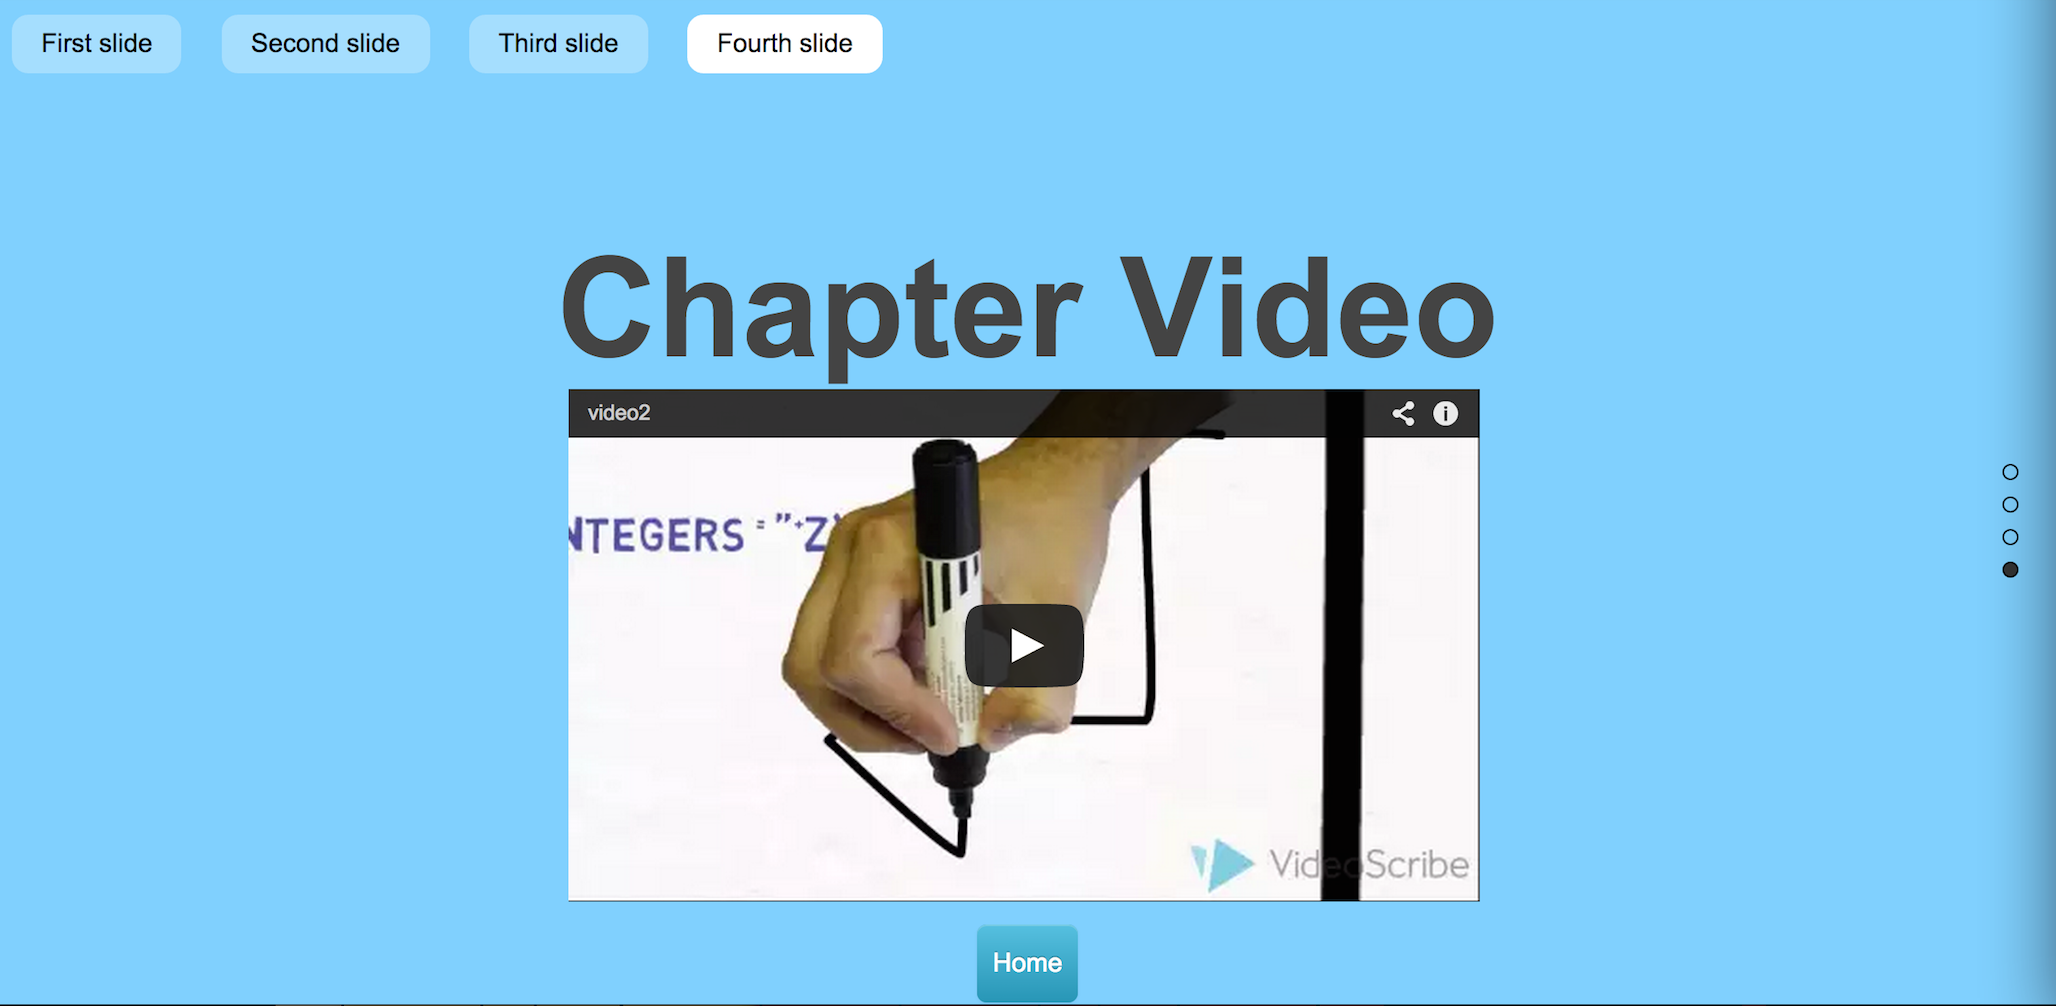 First slide
Second slide
Third slide
Fourth slide
Chapter Video
video2
NTEGERS = "+Z
VideoScribe
Home